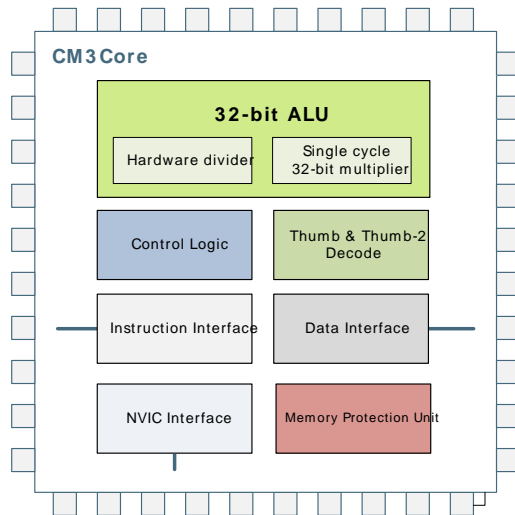 CM3Core
32-bit ALU
Hardware divider
Single cycle
32-bit multiplier
Control Logic
Thumb & Thumb-2
Decode
Instruction Interface
Data Interface
NVIC Interface
Memory Protection Unit